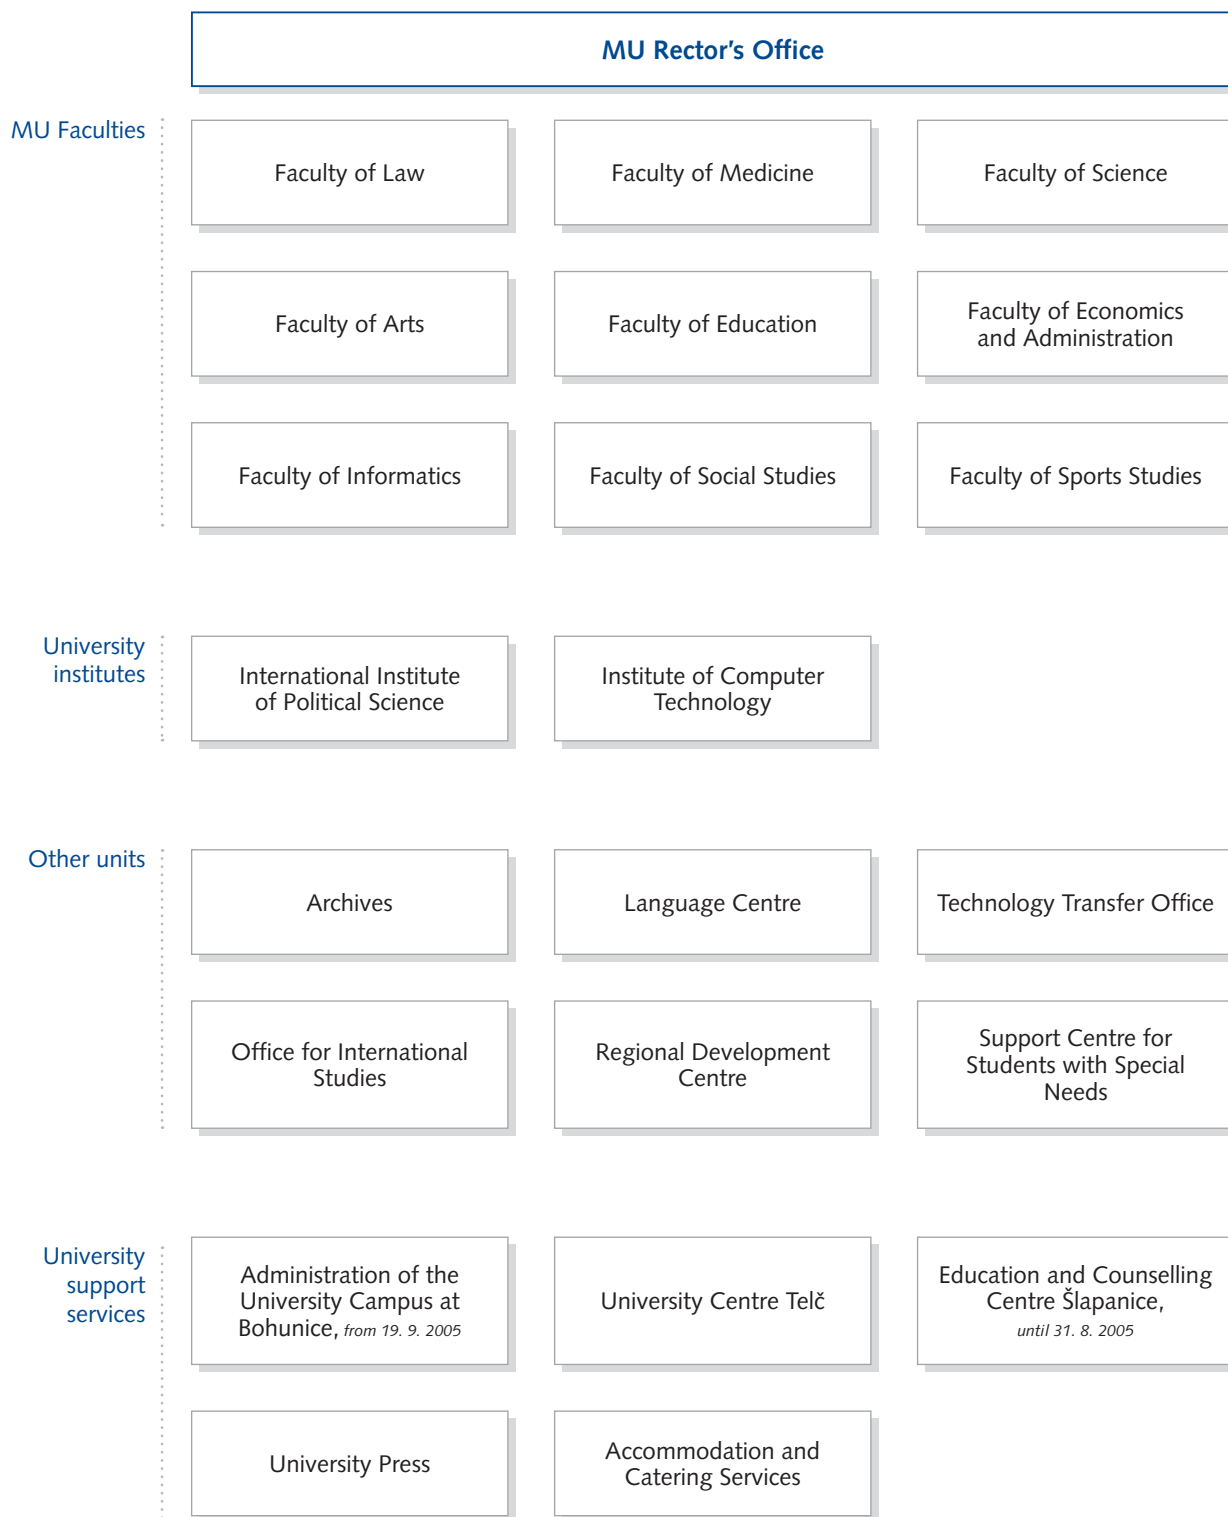 MU Rector’s Office
MU Faculties
Faculty of Law
Faculty of Medicine
Faculty of Science
Faculty of Arts
Faculty of Education
Faculty of Economics
and Administration
Faculty of Informatics
Faculty of Social Studies
Faculty of Sports Studies
University
institutes
International Institute
of Political Science
Institute of Computer
Technology
Other units
Archives
Language Centre
Technology Transfer Office
Office for International
Studies
Regional Development
Centre
Support Centre for
Students with Special
Needs
University
support
services
Administration of the
University Campus at
Bohunice, from 19. 9. 2005
University Centre Telč
Education and Counselling
Centre Šlapanice,
until 31. 8. 2005
University Press
Accommodation and
Catering Services